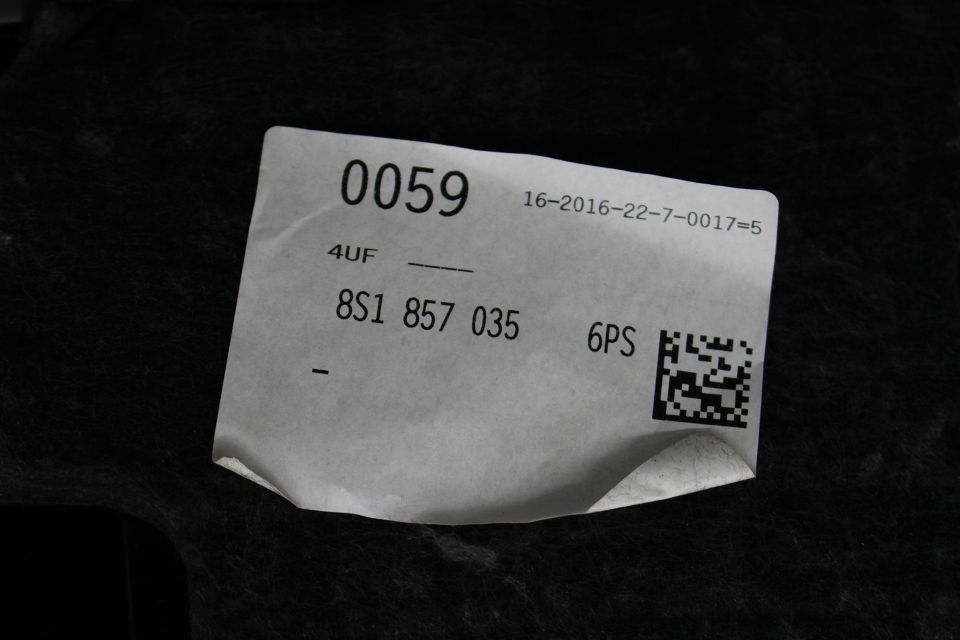 0059 16-2016-22-7-0017=5
4UF ____
8S1 857 035 6PS
-